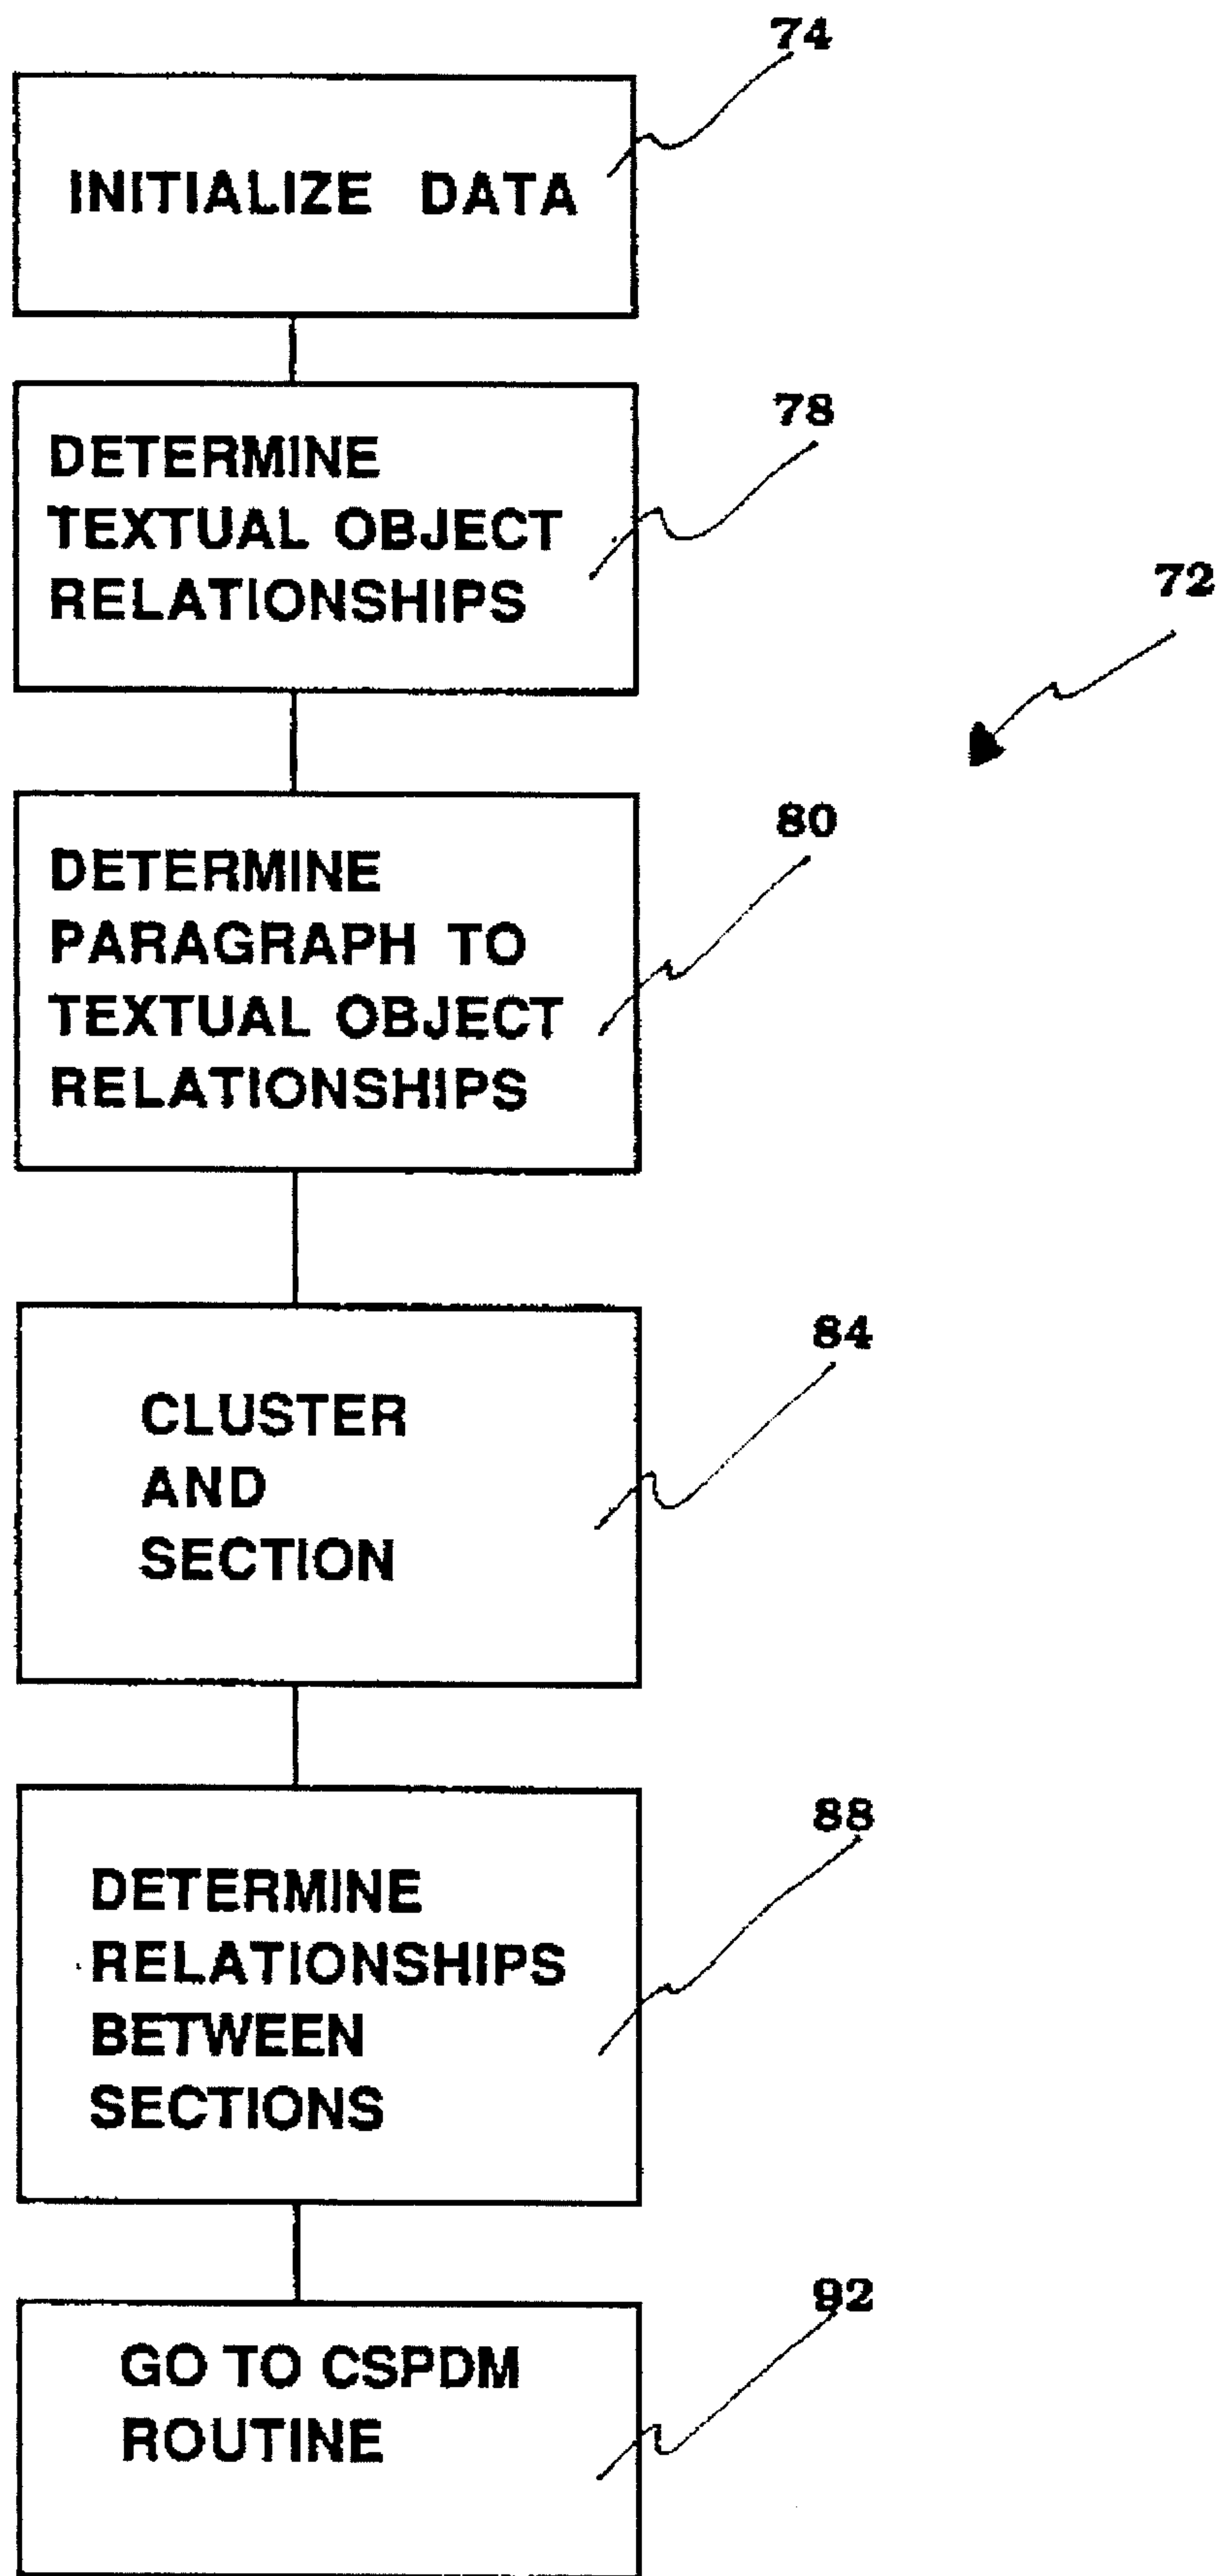 74
INITIALIZE DATA
78
DETERMINE
TEXTUAL OBJECT
RELATIONSHIPS
72
80
DETERMINE
PARAGRAPH TO
TEXTUAL OBJECT
RELATIONSHIPS
84
CLUSTER
AND
SECTION
88
DETERMINE
RELATIONSHIPS
BETWEEN
SECTIONS
92
GO TO CSPDM
ROUTINE